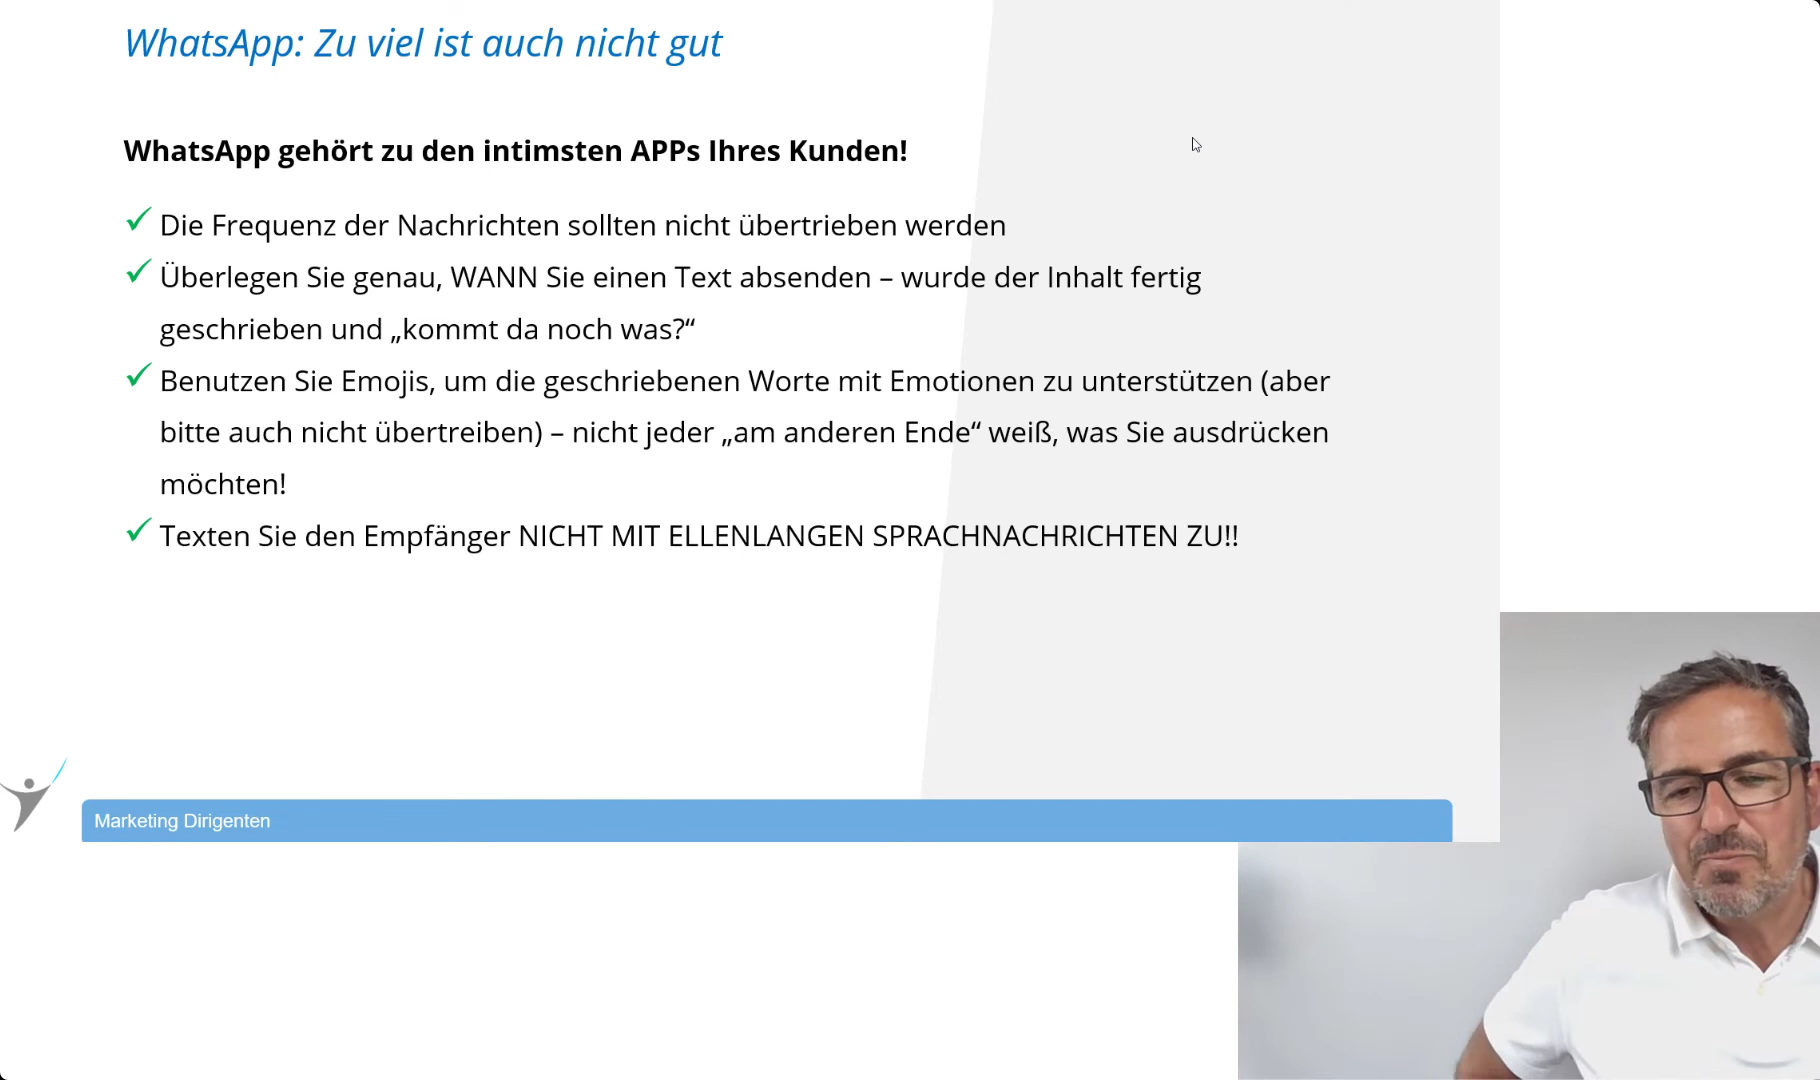 WhatsApp: Zu viel ist auch nicht gut
WhatsApp gehört zu den intimsten APPs Ihres Kunden!
Die Frequenz der Nachrichten sollten nicht übertrieben werden
Überlegen Sie genau, WANN Sie einen Text absenden – wurde der Inhalt fertig
geschrieben und „kommt da noch was?“
Benutzen Sie Emojis, um die geschriebenen Worte mit Emotionen zu unterstützen (aber
bitte auch nicht übertreiben) – nicht jeder „am anderen Ende“ weiß, was Sie ausdrücken
möchten!
Texten Sie den Empfänger NICHT MIT ELLENLANGEN SPRACHNACHRICHTEN ZU!!
Marketing Dirigenten